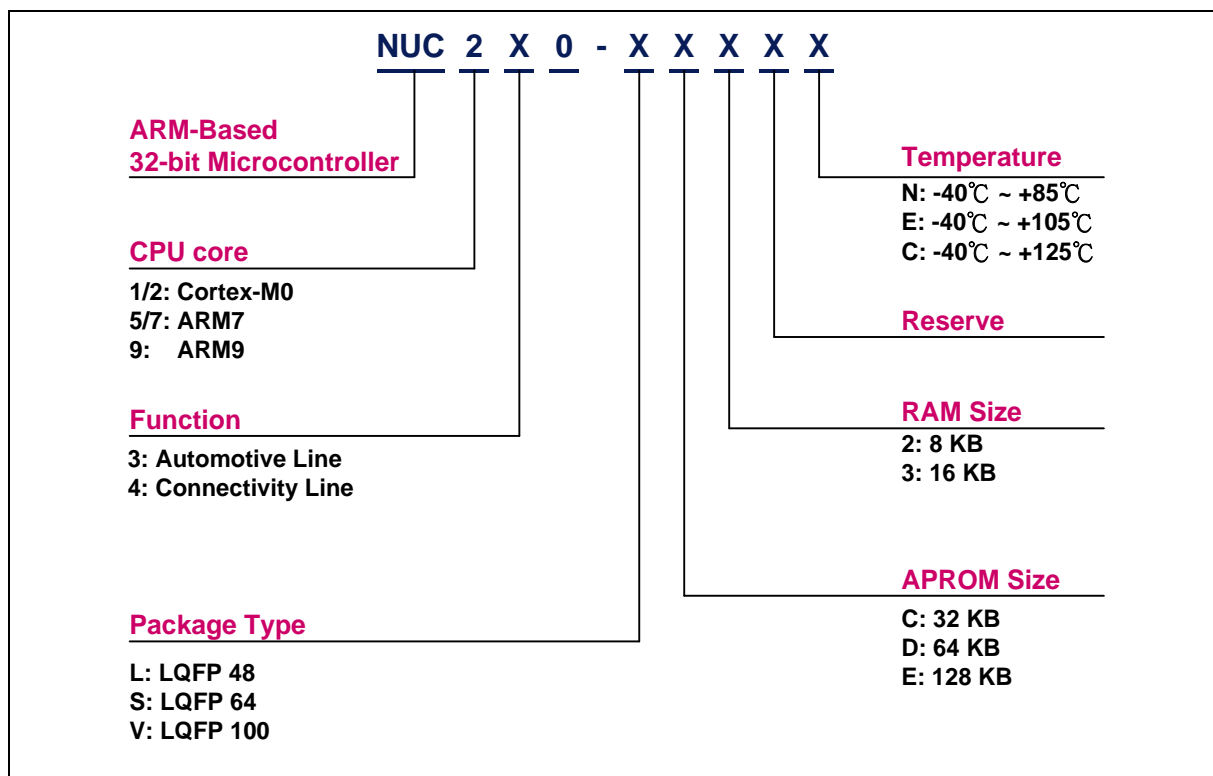 NUC 2 X 0 - X X X X X
ARM-Based
32-bit Microcontroller
CPU core
1/2: Cortex-M0
5/7: ARM7
9: ARM9
Function
3: Automotive Line
4: Connectivity Line
Package Type
L: LQFP 48
S: LQFP 64
V: LQFP 100
Temperature
N: -40℃ ~ +85℃
E: -40℃ ~ +105℃
C: -40℃ ~ +125℃
Reserve
RAM Size
2: 8 KB
3: 16 KB
APROM Size
C: 32 KB
D: 64 KB
E: 128 KB